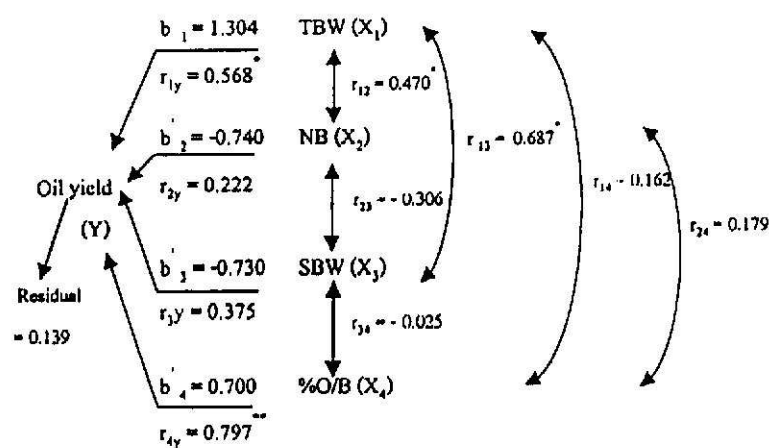 b'1 = 1.304
TBW (X1)
r1y = 0.568*
r12 = 0.470*
b'2 = -0.740
NB (X2)
r13 = 0.687*
r2y = 0.222
r14 = 0.162
Oil yield
r23 = - 0.306
r24 = 0.179
(Y)
b'3 = -0.730
SBW (X3)
Residual
r3y = 0.375
= 0.139
r34 = - 0.025
b'4 = 0.700
%O/B (X4)
r4y = 0.797**